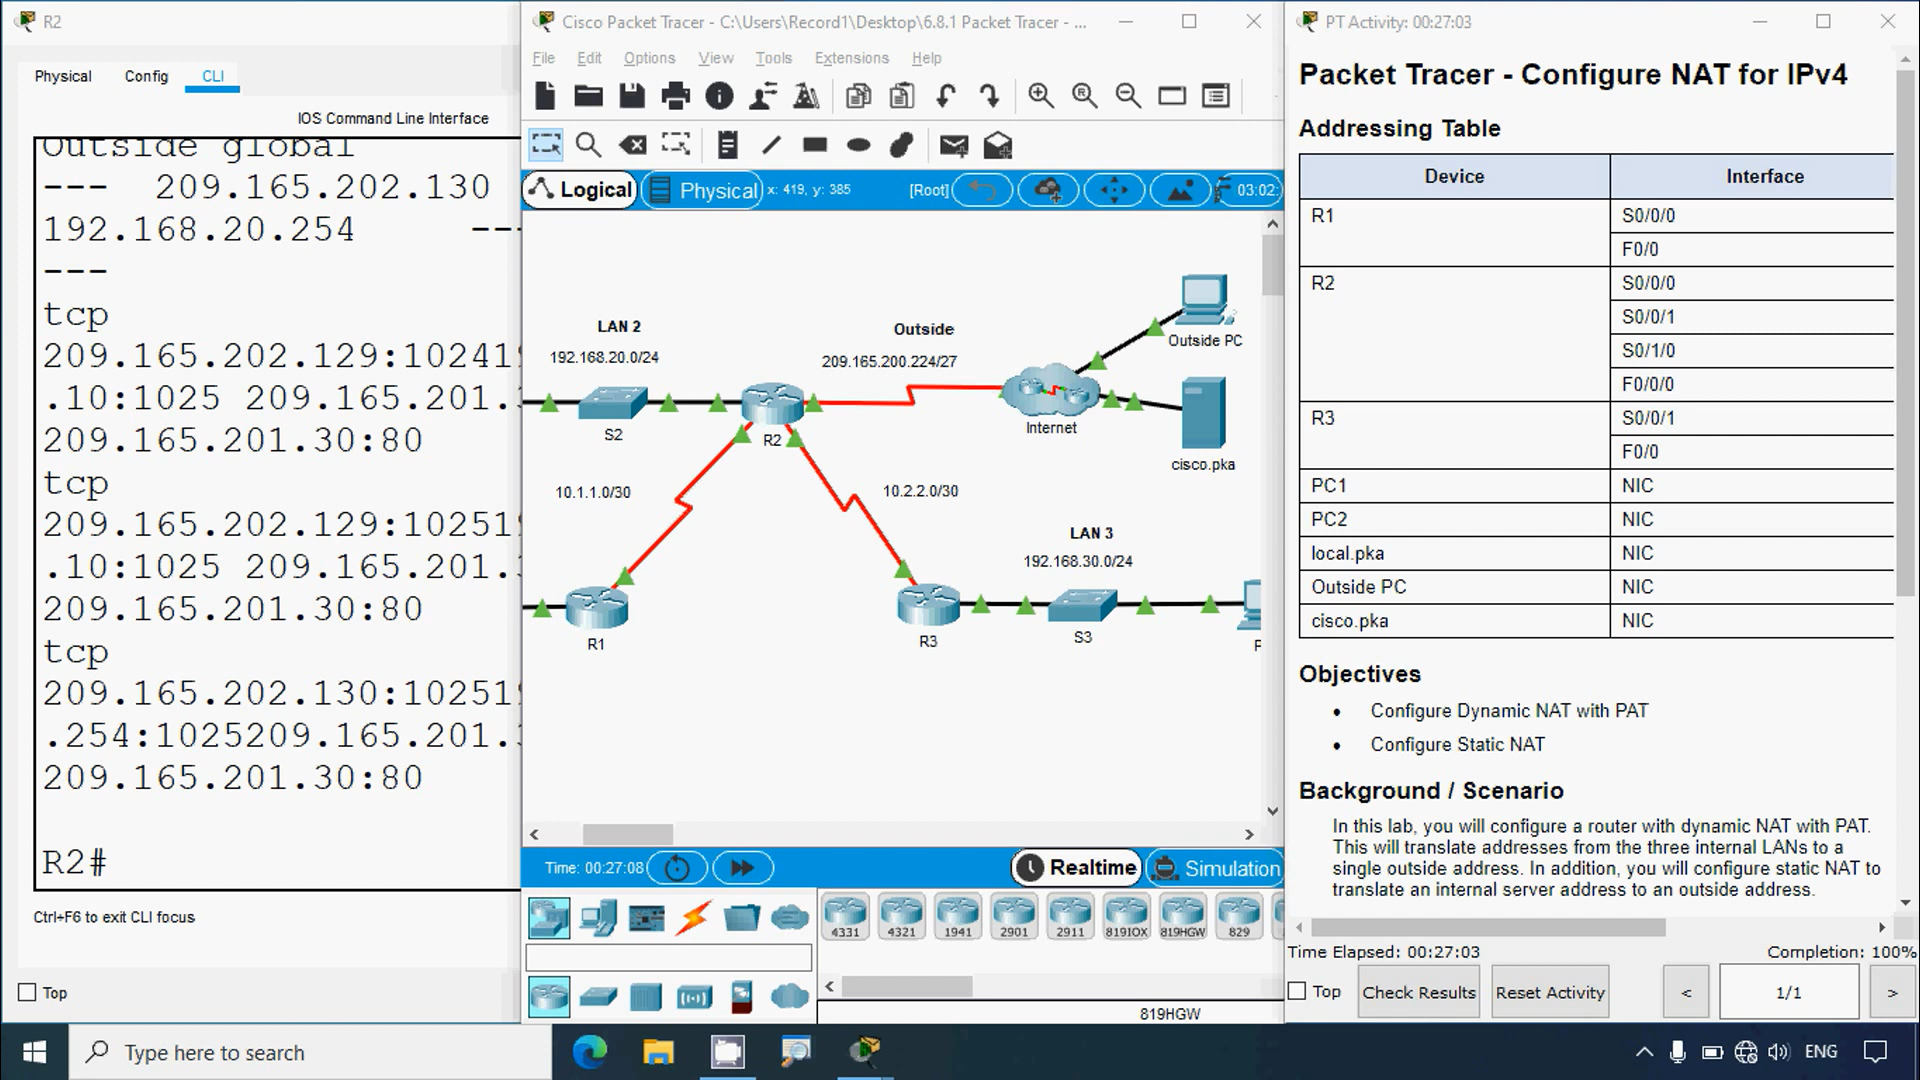 R2
Physical
Config
CLI
IOS Command Line Interface
Outside global
---  209.165.202.130
192.168.20.254
---
tcp
209.165.202.129:10241
.10:1025 209.165.201.
209.165.201.30:80
tcp
209.165.202.129:10251
.10:1025 209.165.201.
209.165.201.30:80
tcp
209.165.202.130:10251
.254:1025209.165.201.
209.165.201.30:80
R2#
Ctrl+F6 to exit CLI focus
Top
Cisco Packet Tracer - C:\Users\Record1\Desktop\6.8.1 Packet Tracer - ...
File Edit Options View Tools Extensions Help
Logical
Physical
x: 419, y: 385
[Root]
03:02:
LAN 2
192.168.20.0/24
Outside
209.165.200.224/27
Outside PC
S2
R2
Internet
cisco.pka
10.1.1.0/30
10.2.2.0/30
LAN 3
192.168.30.0/24
R1
R3
S3
Time: 00:27:08
Realtime
Simulation
4331 4321 1941 2901 2911 819IOX 819HGW 829
819HGW
PT Activity: 00:27:03
Packet Tracer - Configure NAT for IPv4
Addressing Table
Device Interface
R1 S0/0/0
F0/0
R2 S0/0/0
S0/0/1
S0/1/0
F0/0/0
R3 S0/0/1
F0/0
PC1 NIC
PC2 NIC
local.pka NIC
Outside PC NIC
cisco.pka NIC
Objectives
• Configure Dynamic NAT with PAT
• Configure Static NAT
Background / Scenario
In this lab, you will configure a router with dynamic NAT with PAT.
This will translate addresses from the three internal LANs to a
single outside address. In addition, you will configure static NAT to
translate an internal server address to an outside address.
Time Elapsed: 00:27:03
Completion: 100%
Top
Check Results
Reset Activity
<
1/1
>
Type here to search
ENG